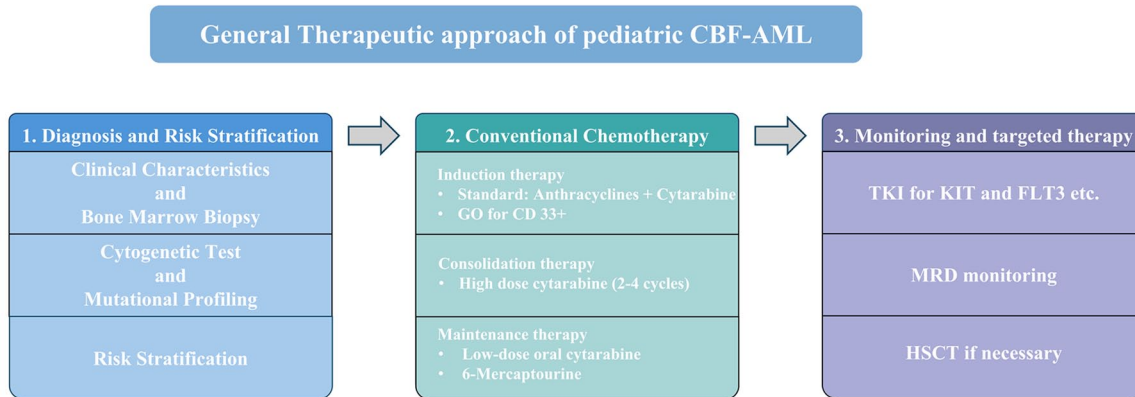 General Therapeutic approach of pediatric CBF-AML
1. Diagnosis and Risk Stratification
Clinical Characteristics
and
Bone Marrow Biopsy
Cytogenetic Test
and
Mutational Profiling
Risk Stratification
2. Conventional Chemotherapy
Induction therapy
• Standard: Anthracyclines + Cytarabine
• GO for CD 33+
Consolidation therapy
• High dose cytarabine (2-4 cycles)
Maintenance therapy
• Low-dose oral cytarabine
• 6-Mercaptourine
3. Monitoring and targeted therapy
TKI for KIT and FLT3 etc.
MRD monitoring
HSCT if necessary